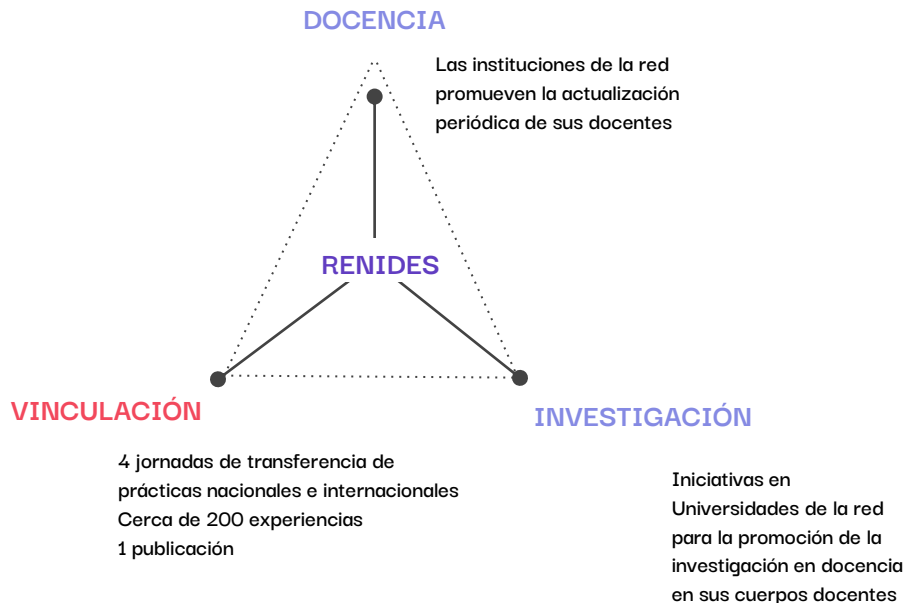 DOCENCIA
Las instituciones de la red
promueven la actualización
periódica de sus docentes
RENIDES
VINCULACIÓN
4 jornadas de transferencia de
prácticas nacionales e internacionales
Cerca de 200 experiencias
1 publicación
INVESTIGACIÓN
Iniciativas en
Universidades de la red
para la promoción de la
investigación en docencia
en sus cuerpos docentes